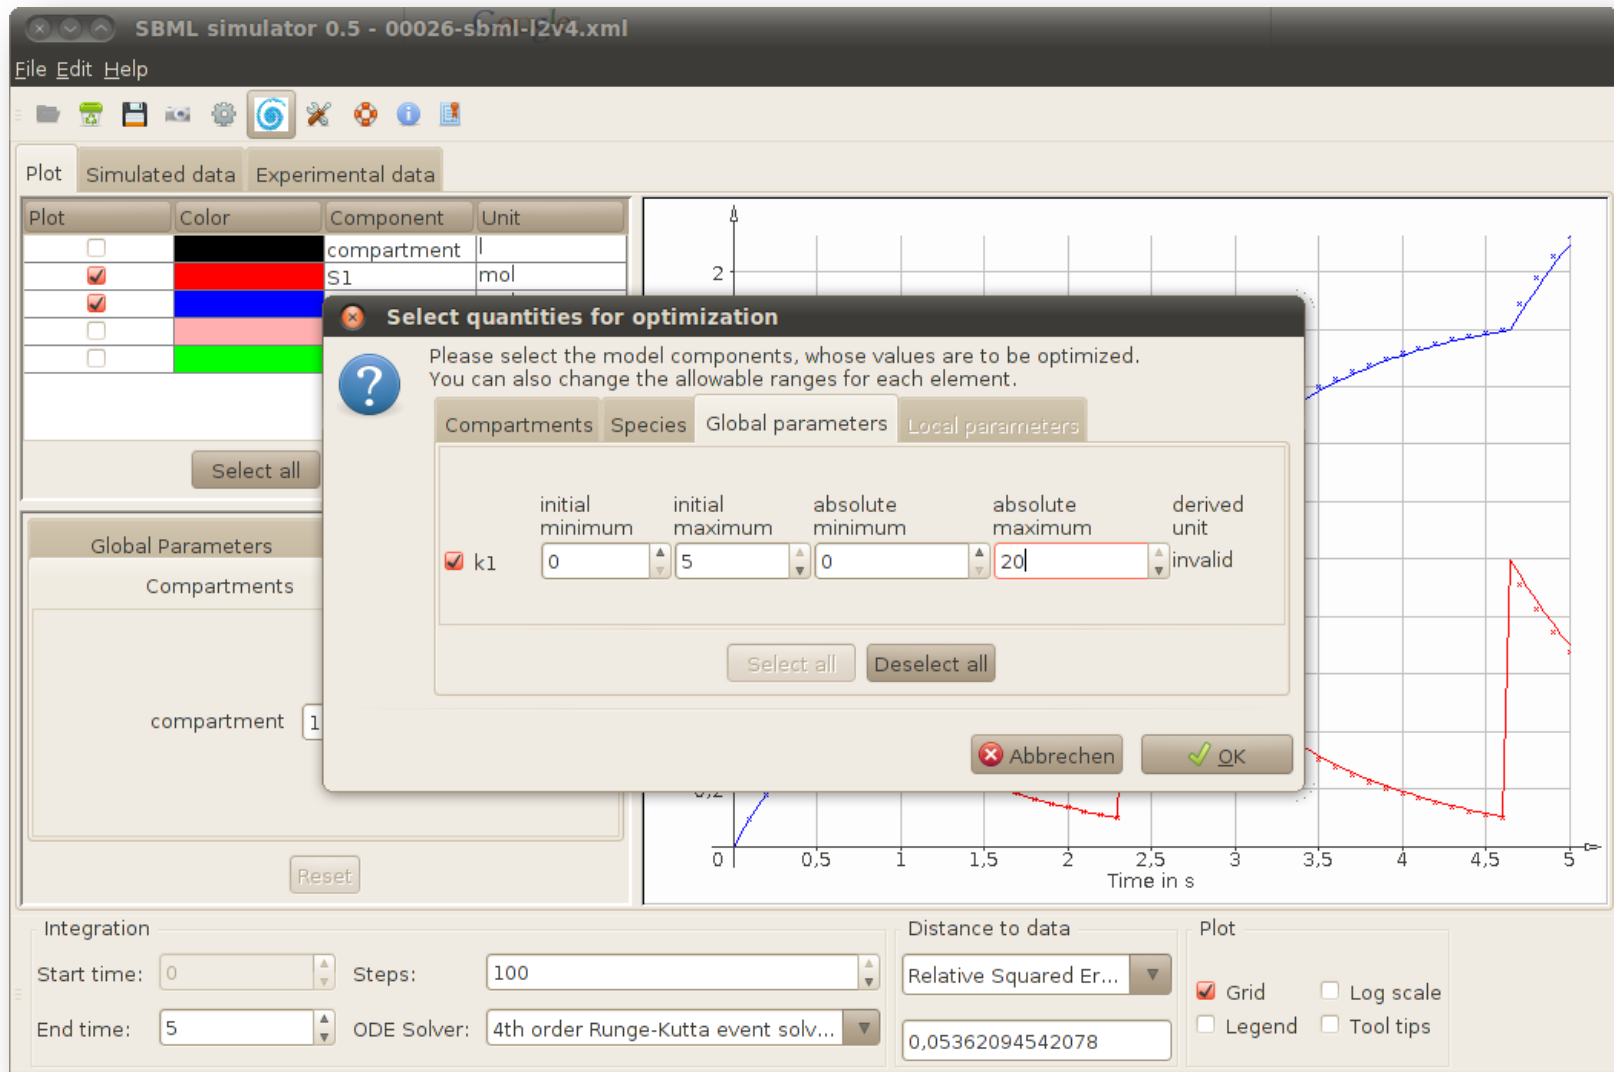 SBML simulator 0.5 - 00026-sbml-l2v4.xml
File Edit Help
Plot Simulated data Experimental data
Plot Color Component Unit
compartment l
S1 mol
2
Select quantities for optimization
Please select the model components, whose values are to be optimized.
You can also change the allowable ranges for each element.
Compartments Species Global parameters Local parameters
Select all
initial minimum initial maximum absolute minimum absolute maximum derived unit
k1 0 5 0 20 invalid
Global Parameters
Compartments
Select all Deselect all
compartment 1
Abbrechen OK
0,2
0 0,5 1 1,5 2 2,5 3 3,5 4 4,5 5
Time in s
Reset
Integration
Start time: 0 Steps: 100
End time: 5 ODE Solver: 4th order Runge-Kutta event solv...
Distance to data
Relative Squared Er...
0,05362094542078
Plot
Grid Log scale
Legend Tool tips